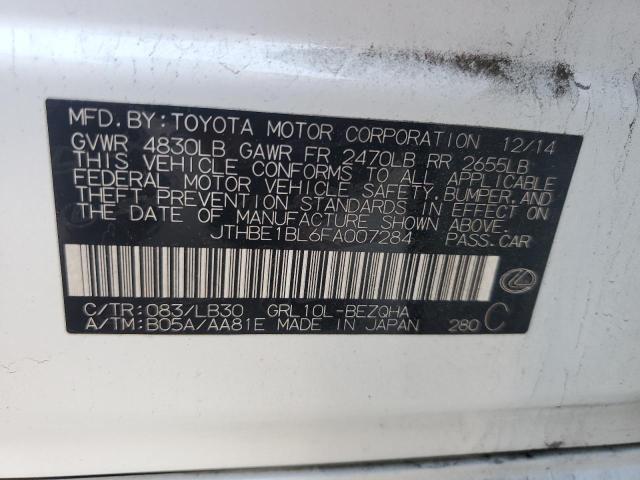 MFD. BY: TOYOTA MOTOR CORPORATION 12/14
GVWR 4830LB GAWR FR 2470LB RR 2655LB
THIS VEHICLE CONFORMS TO ALL APPLICABLE
FEDERAL MOTOR VEHICLE SAFETY, BUMPER, AND
THEFT PREVENTION STANDARDS IN EFFECT ON
THE DATE OF MANUFACTURE SHOWN ABOVE.
JTHBE1BL6FA007284 PASS. CAR
C/TR: 083/LB30 GRL10L-BEZQHA
A/TM: B05A/AA81E MADE IN JAPAN 280 C